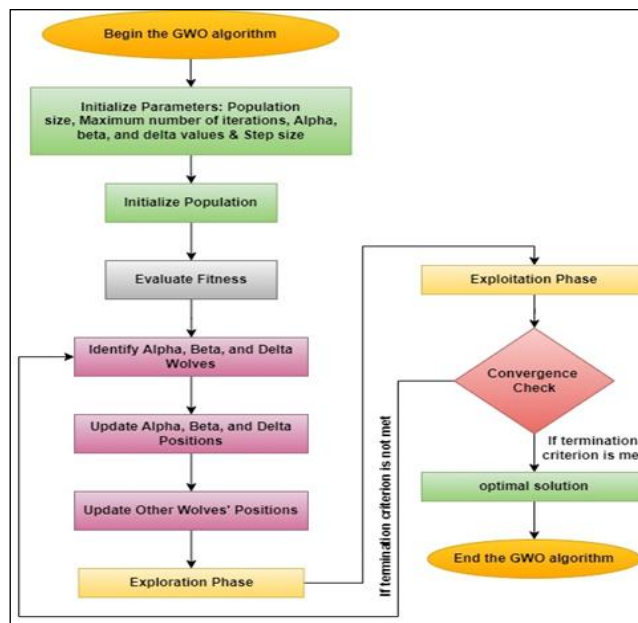 Begin the GWO algorithm
Initialize Parameters: Population
size, Maximum number of iterations, Alpha,
beta, and delta values & Step size
Initialize Population
Evaluate Fitness
Identify Alpha, Beta, and Delta
Wolves
Update Alpha, Beta, and Delta
Positions
Update Other Wolves' Positions
Exploration Phase
If termination criterion is not met
Exploitation Phase
Convergence
Check
If termination
criterion is me
optimal solution
End the GWO algorithm